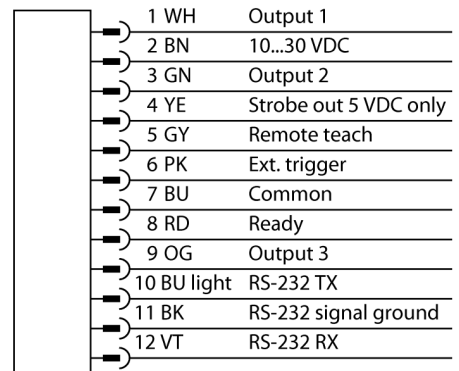 1 WH Output 1
2 BN 10...30 VDC
3 GN Output 2
4 YE Strobe out 5 VDC only
5 GY Remote teach
6 PK Ext. trigger
7 BU Common
8 RD Ready
9 OG Output 3
10 BU light RS-232 TX
11 BK RS-232 signal ground
12 VT RS-232 RX